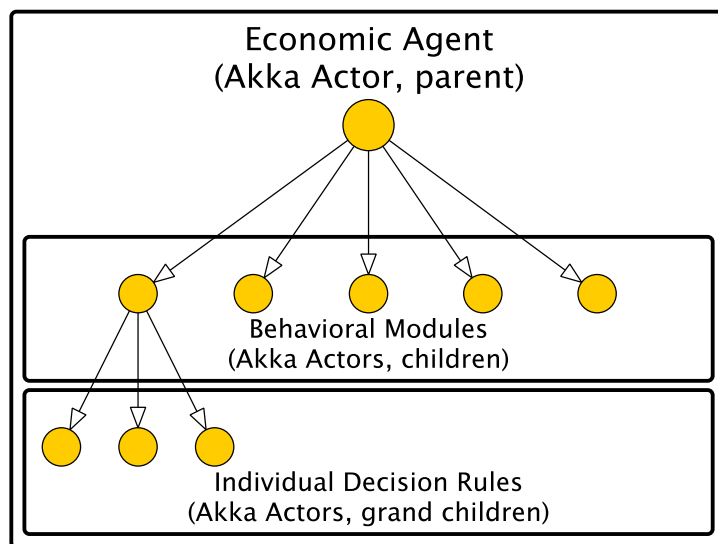 Economic Agent
(Akka Actor, parent)
Behavioral Modules
(Akka Actors, children)
Individual Decision Rules
(Akka Actors, grand children)